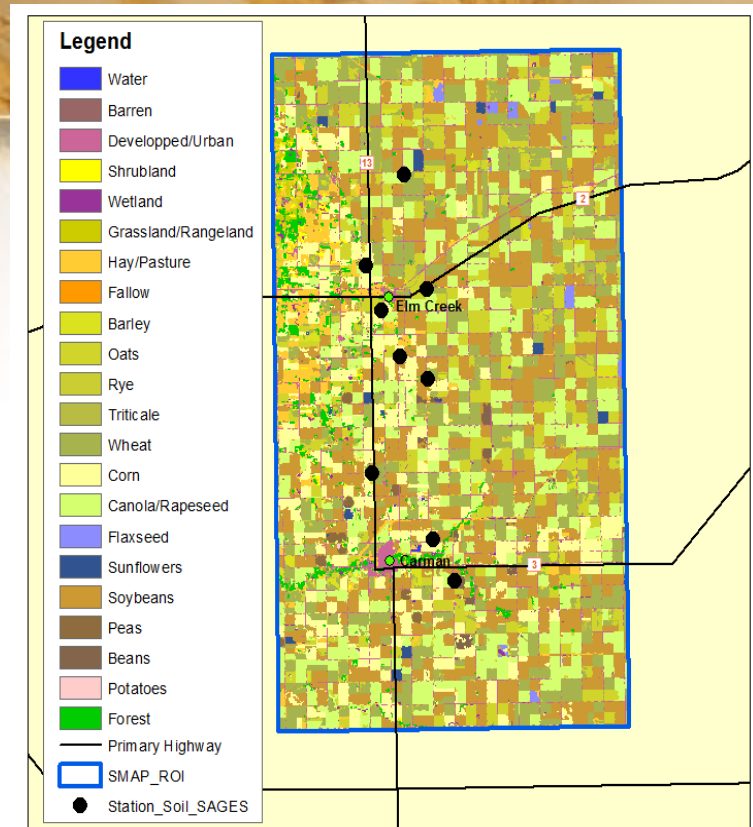 Legend
Water
Barren
Developped/Urban
Shrubland
Wetland
Grassland/Rangeland
Hay/Pasture
Fallow
Barley
Oats
Rye
Triticale
Wheat
Corn
Canola/Rapeseed
Flaxseed
Sunflowers
Soybeans
Peas
Beans
Potatoes
Forest
Primary Highway
SMAP_ROI
Station_Soil_SAGES
13
2
Elm Creek
Carman
3